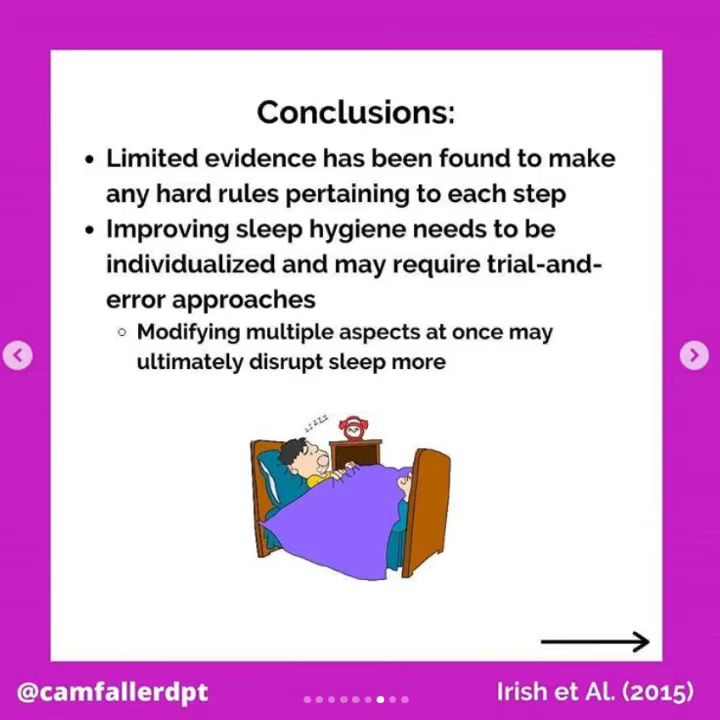 Conclusions:
• Limited evidence has been found to make
any hard rules pertaining to each step
• Improving sleep hygiene needs to be
individualized and may require trial-and-
error approaches
○ Modifying multiple aspects at once may
ultimately disrupt sleep more
zzzzz
@camfallerdpt
Irish et Al. (2015)